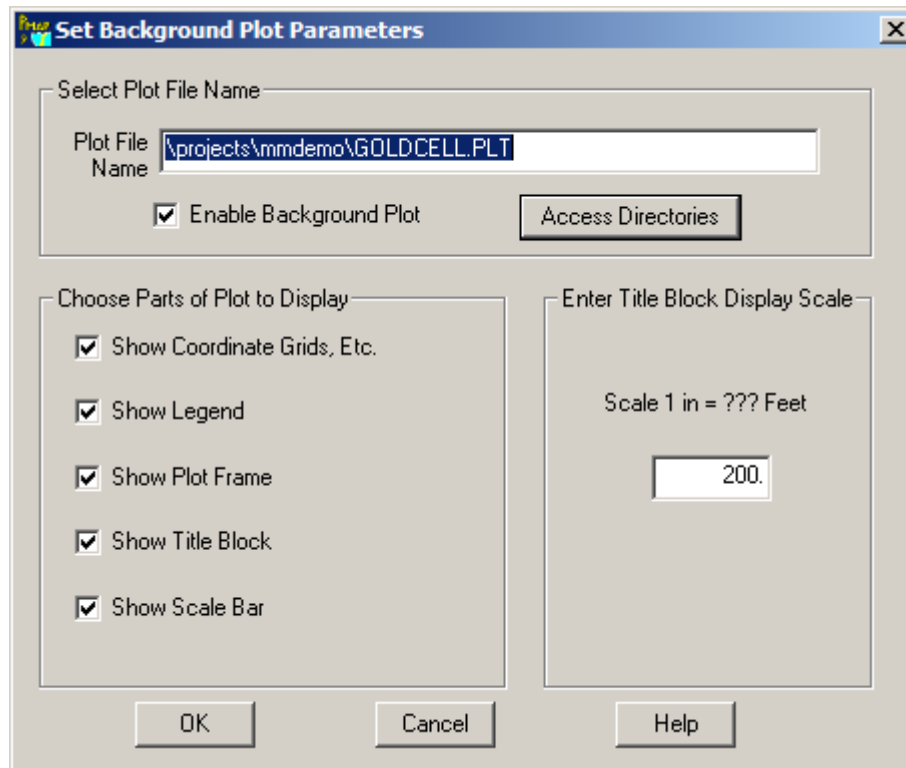 Set Background Plot Parameters
Select Plot File Name
Plot File
Name
\projects\mmdemo\GOLDCELL.PLT
Enable Background Plot
Access Directories
Choose Parts of Plot to Display
Show Coordinate Grids, Etc.
Show Legend
Show Plot Frame
Show Title Block
Show Scale Bar
Enter Title Block Display Scale
Scale 1 in = ??? Feet
200.
OK
Cancel
Help